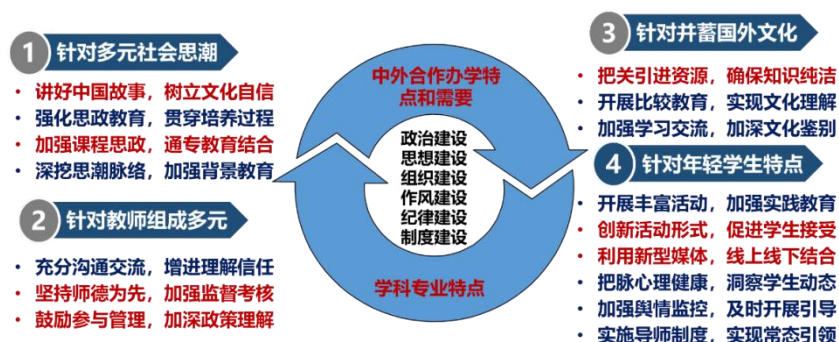 1 针对多元社会思潮
• 讲好中国故事，树立文化自信
• 强化思政教育，贯穿培养过程
• 加强课程思政，通专教育结合
• 深挖思潮脉络，加强背景教育
2 针对教师组成多元
• 充分沟通交流，增进理解信任
• 坚持师德为先，加强监督考核
• 鼓励参与管理，加深政策理解
中外合作办学特
点和需要
政治建设
思想建设
组织建设
作风建设
纪律建设
制度建设
学科专业特点
3 针对并蓄国外文化
• 把关引进资源，确保知识纯洁
• 开展比较教育，实现文化理解
• 加强学习交流，加深文化鉴别
4 针对年轻学生特点
• 开展丰富活动，加强实践教育
• 创新活动形式，促进学生接受
• 利用新型媒体，线上线下结合
• 把脉心理健康，洞察学生动态
• 加强舆情监控，及时开展引导
• 实施导师制度，实现常态引领